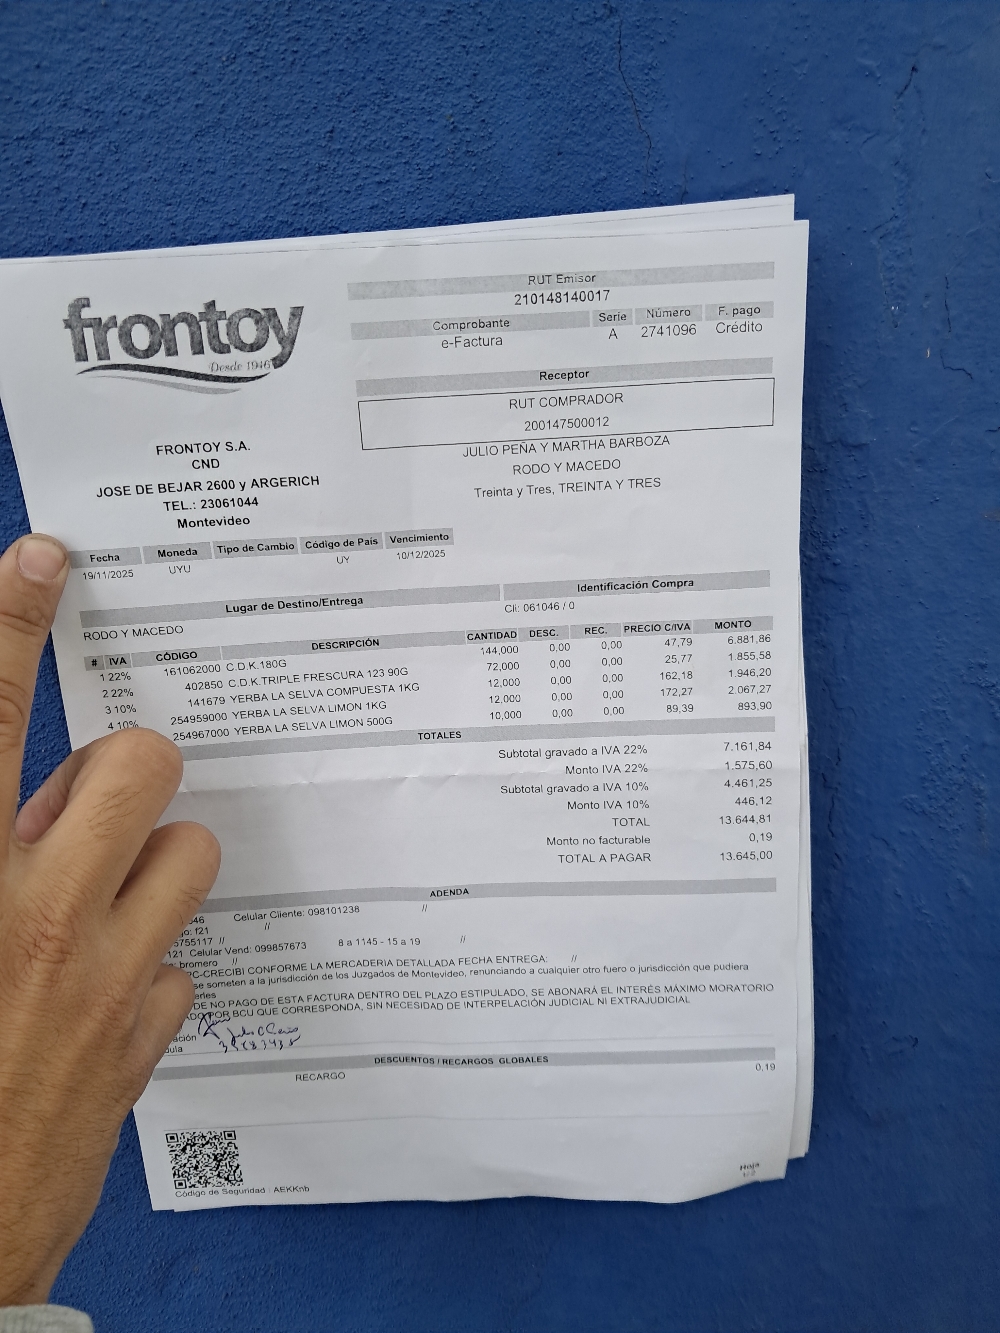 frontoy
Desde 1946
FRONTOY S.A.
CND
JOSE DE BEJAR 2600 y ARGERICH
TEL.: 23061044
Montevideo
RUT Emisor
210148140017
Comprobante Serie Número F. pago
e-Factura A 2741096 Crédito
Receptor
RUT COMPRADOR
200147500012
JULIO PEÑA Y MARTHA BARBOZA
RODO Y MACEDO
Treinta y Tres, TREINTA Y TRES
Fecha Moneda Tipo de Cambio Código de País Vencimiento
19/11/2025 UYU UY 10/12/2025
Lugar de Destino/Entrega Identificación Compra
RODO Y MACEDO Cli: 061046 / 0
# IVA CÓDIGO DESCRIPCIÓN CANTIDAD DESC. REC. PRECIO C/IVA MONTO
1 22% 161062000 C.D.K.180G 144,000 0,00 0,00 47,79 6.881,86
2 22% 402850 C.D.K.TRIPLE FRESCURA 123 90G 72,000 0,00 0,00 25,77 1.855,58
3 10% 141679 YERBA LA SELVA COMPUESTA 1KG 12,000 0,00 0,00 162,18 1.946,20
4 10% 254959000 YERBA LA SELVA LIMON 1KG 12,000 0,00 0,00 172,27 2.067,27
254967000 YERBA LA SELVA LIMON 500G 10,000 0,00 0,00 89,39 893,90
TOTALES
Subtotal gravado a IVA 22% 7.161,84
Monto IVA 22% 1.575,60
Subtotal gravado a IVA 10% 4.461,25
Monto IVA 10% 446,12
TOTAL 13.644,81
Monto no facturable 0,19
TOTAL A PAGAR 13.645,00
ADENDA
46 Celular Cliente: 098101238 //
o: f21 //
5755117 //
121 Celular Vend: 099857673 8 a 1145 - 15 a 19 //
: bromero //
PC-CRECIBI CONFORME LA MERCADERIA DETALLADA FECHA ENTREGA: //
se someten a la jurisdicción de los Juzgados de Montevideo, renunciando a cualquier otro fuero o jurisdicción que pudiera
erles
DE NO PAGO DE ESTA FACTURA DENTRO DEL PLAZO ESTIPULADO, SE ABONARÁ EL INTERÉS MÁXIMO MORATORIO
DO POR BCU QUE CORRESPONDA, SIN NECESIDAD DE INTERPELACIÓN JUDICIAL NI EXTRAJUDICIAL
ación
ula
DESCUENTOS / RECARGOS GLOBALES
RECARGO 0,19
Código de Seguridad : AEKKnb
Hoja